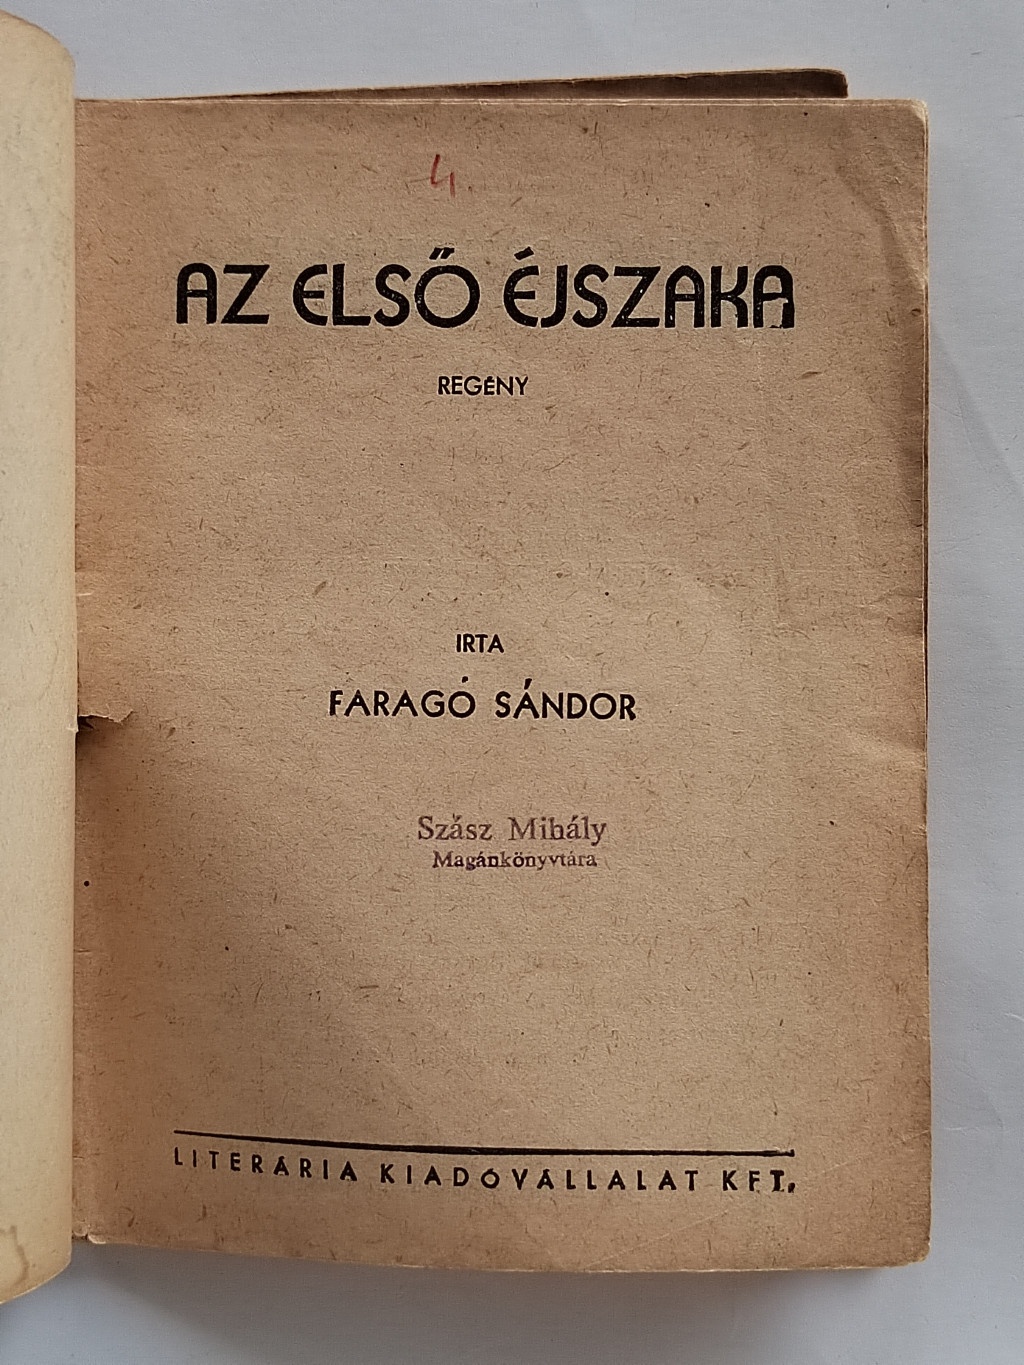 4.
AZ ELSŐ ÉJSZAKA
REGÉNY
IRTA
FARAGÓ SÁNDOR
Szász Mihály
Magánkönyvtára
LITERÁRIA KIADÓVÁLLALAT KFT.